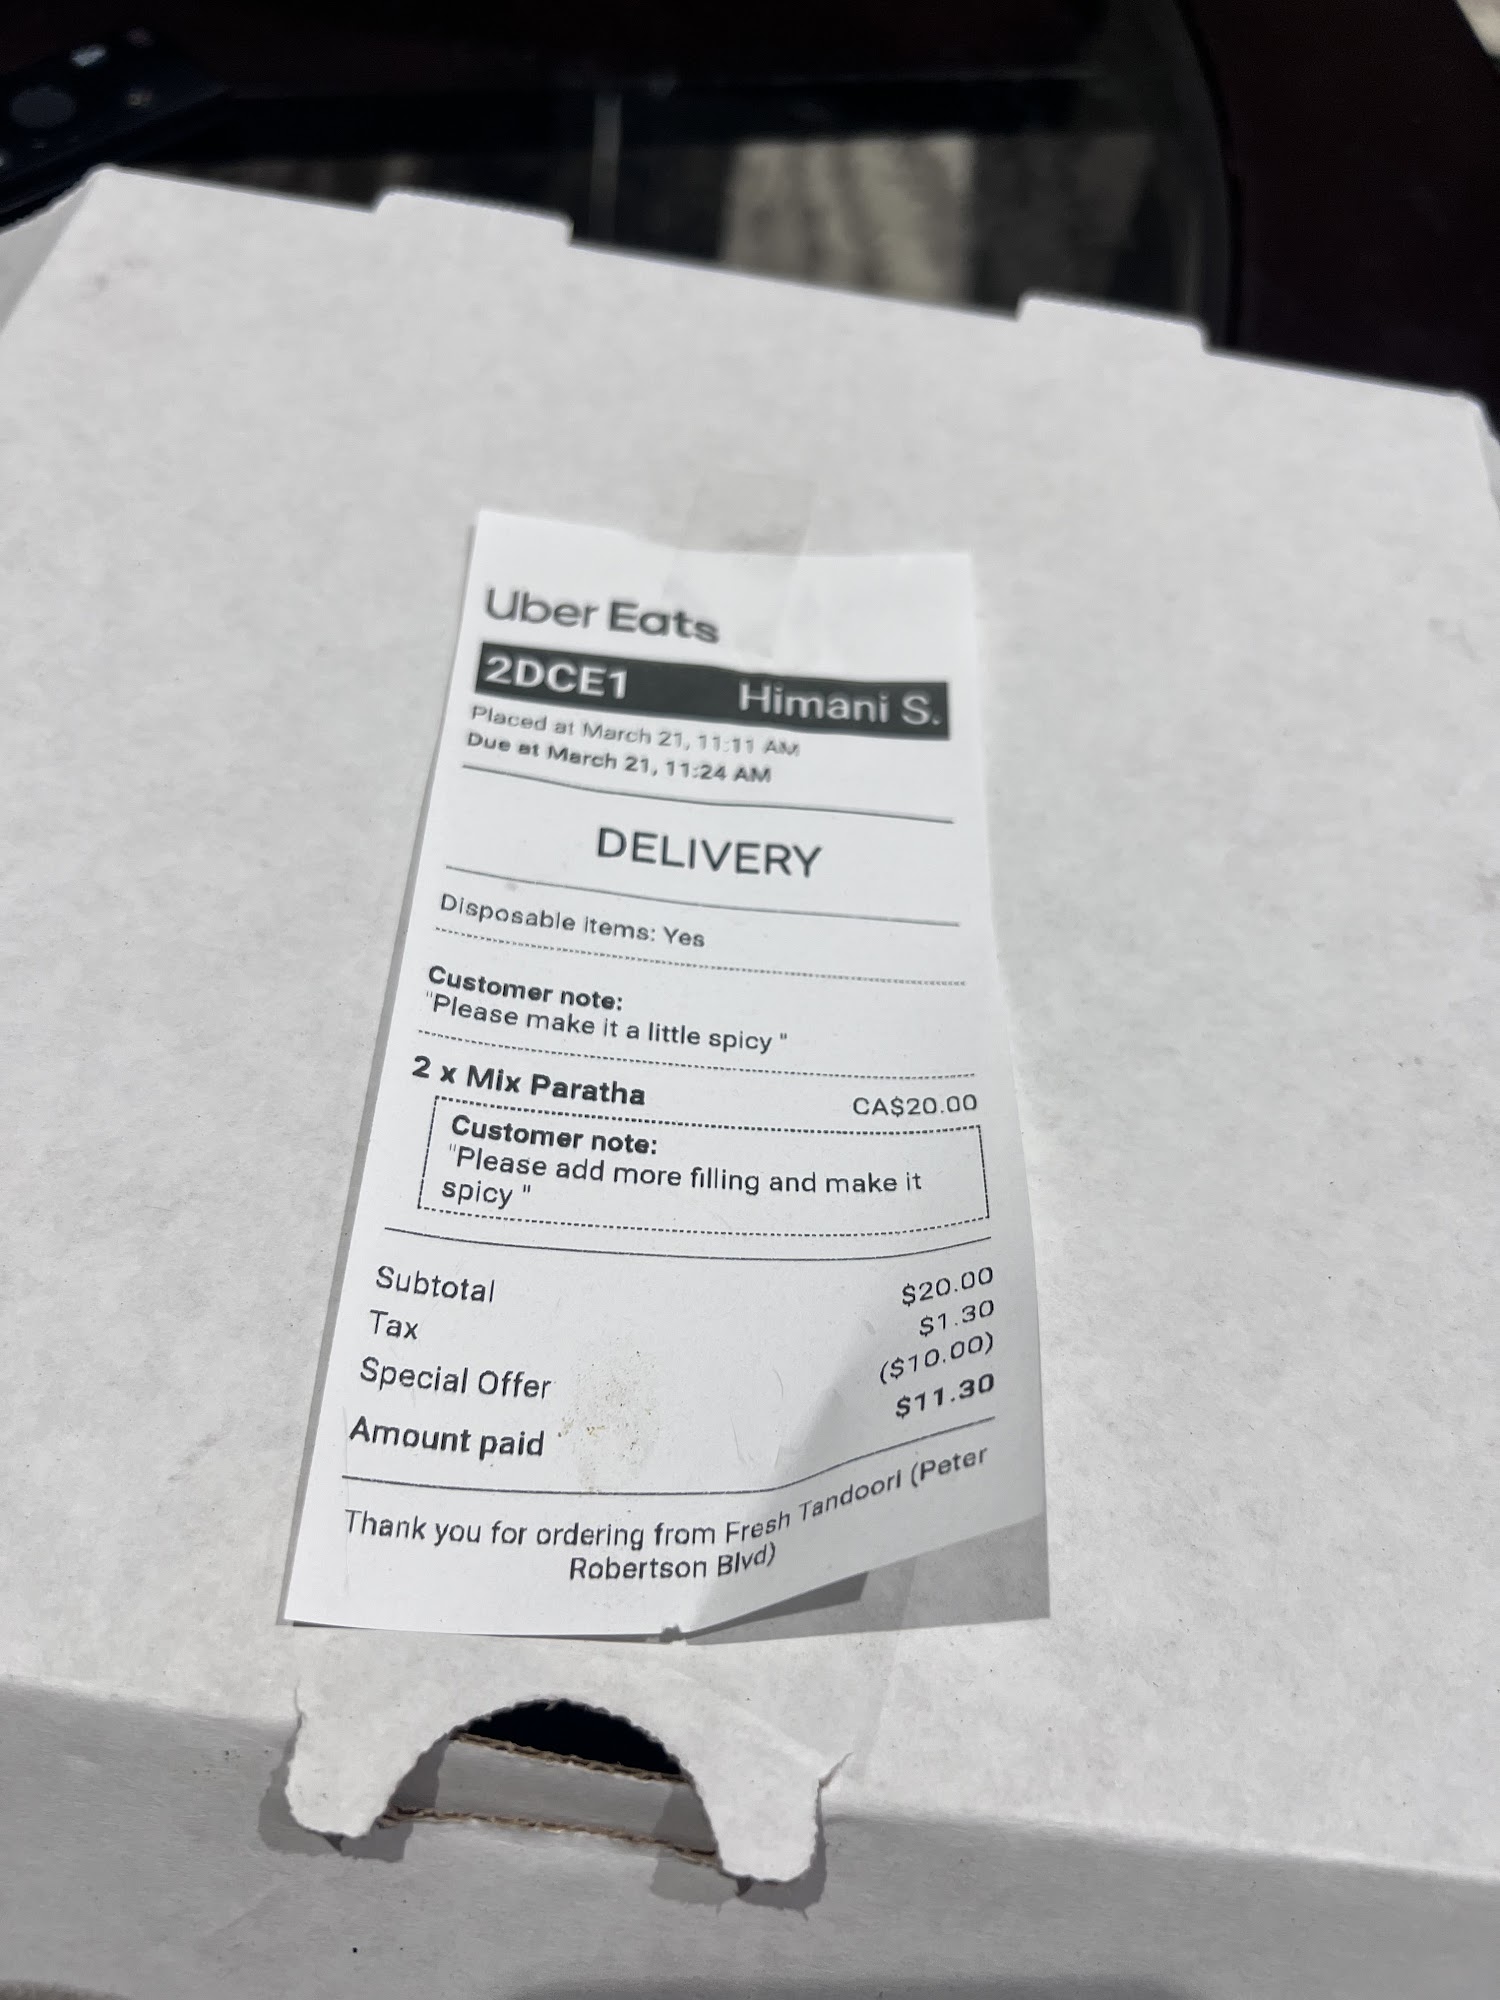 Uber Eats
2DCE1 Himani S.
Placed at March 21, 11:11 AM
Due at March 21, 11:24 AM
DELIVERY
Disposable items: Yes
Customer note:
"Please make it a little spicy "
2 x Mix Paratha CA$20.00
Customer note:
"Please add more filling and make it
spicy "
Subtotal $20.00
Tax $1.30
Special Offer ($10.00)
Amount paid $11.30
Thank you for ordering from Fresh Tandoori (Peter
Robertson Blvd)